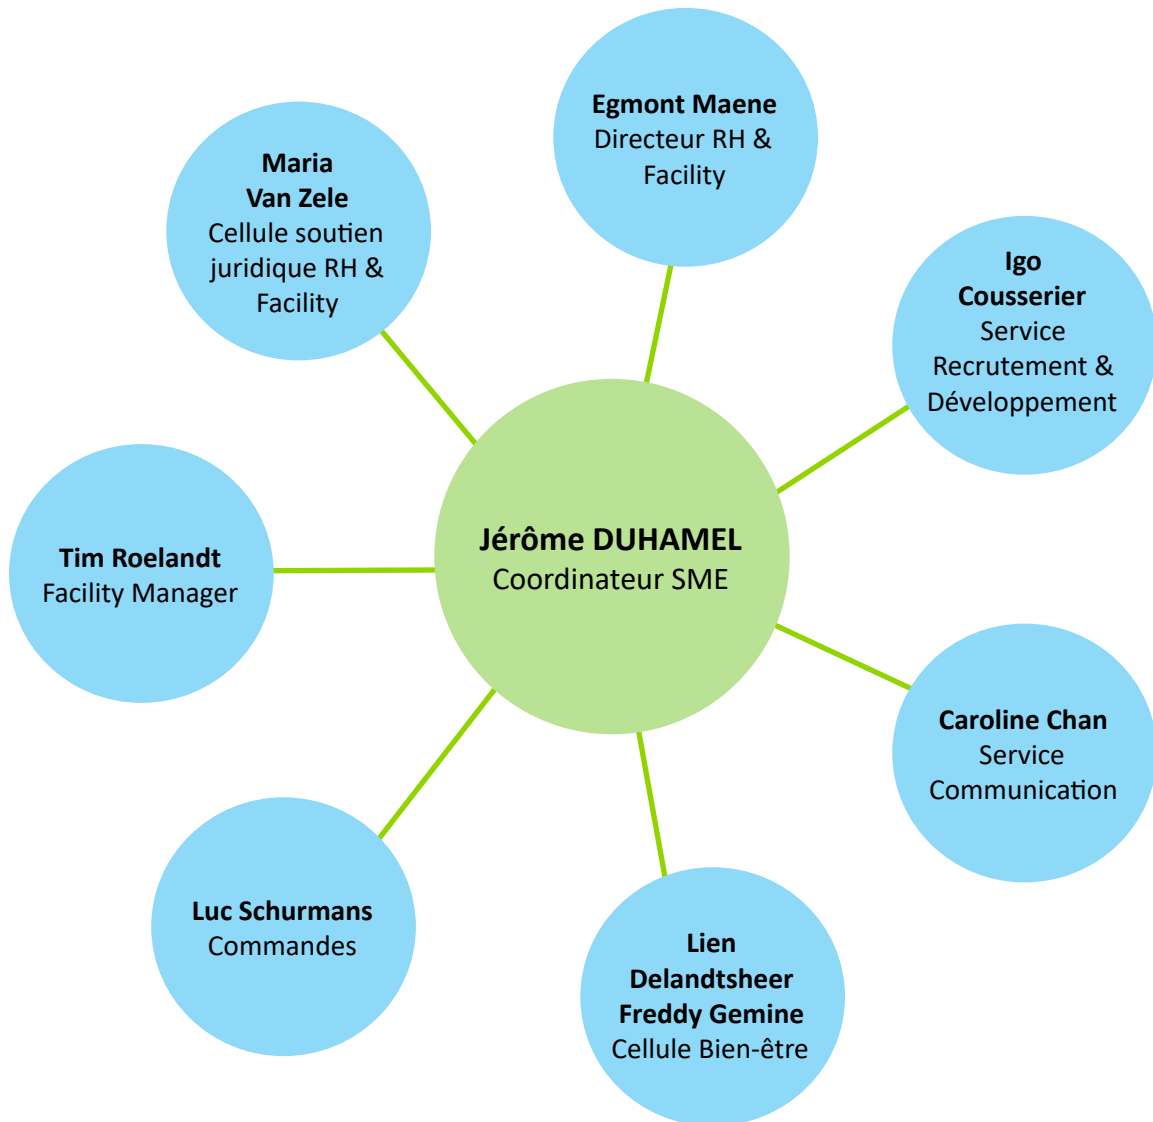 Egmont Maene
Directeur RH &
Facility
Maria
Van Zele
Cellule soutien
juridique RH &
Facility
Igo
Cousserier
Service
Recrutement &
Développement
Jérôme DUHAMEL
Coordinateur SME
Tim Roelandt
Facility Manager
Caroline Chan
Service
Communication
Luc Schurmans
Commandes
Lien
Delandtsheer
Freddy Gemine
Cellule Bien-être